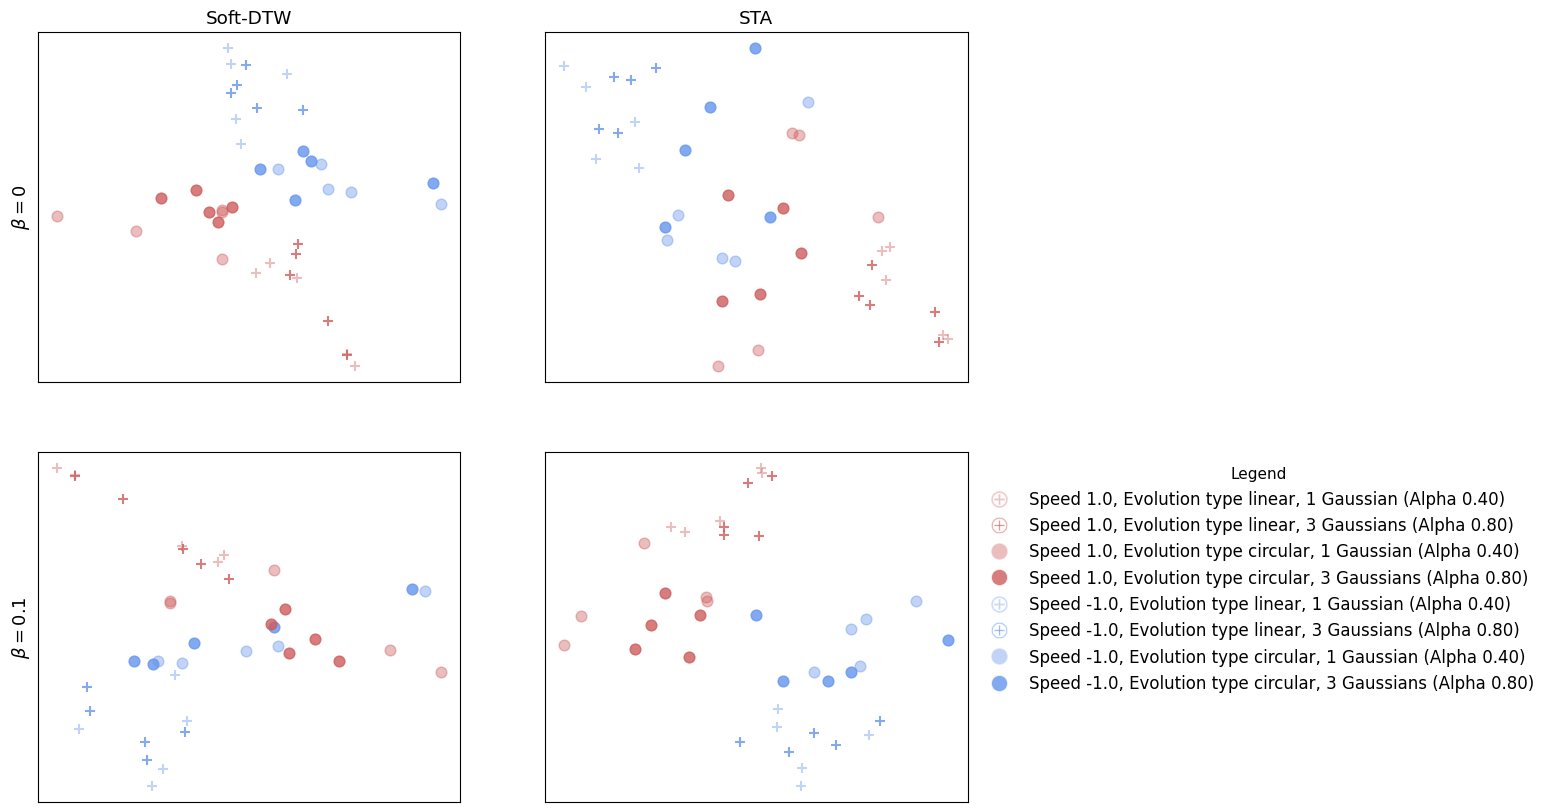 Soft-DTW
STA
β = 0
β = 0.1
Legend
Speed 1.0, Evolution type linear, 1 Gaussian (Alpha 0.40)
Speed 1.0, Evolution type linear, 3 Gaussians (Alpha 0.80)
Speed 1.0, Evolution type circular, 1 Gaussian (Alpha 0.40)
Speed 1.0, Evolution type circular, 3 Gaussians (Alpha 0.80)
Speed -1.0, Evolution type linear, 1 Gaussian (Alpha 0.40)
Speed -1.0, Evolution type linear, 3 Gaussians (Alpha 0.80)
Speed -1.0, Evolution type circular, 1 Gaussian (Alpha 0.40)
Speed -1.0, Evolution type circular, 3 Gaussians (Alpha 0.80)